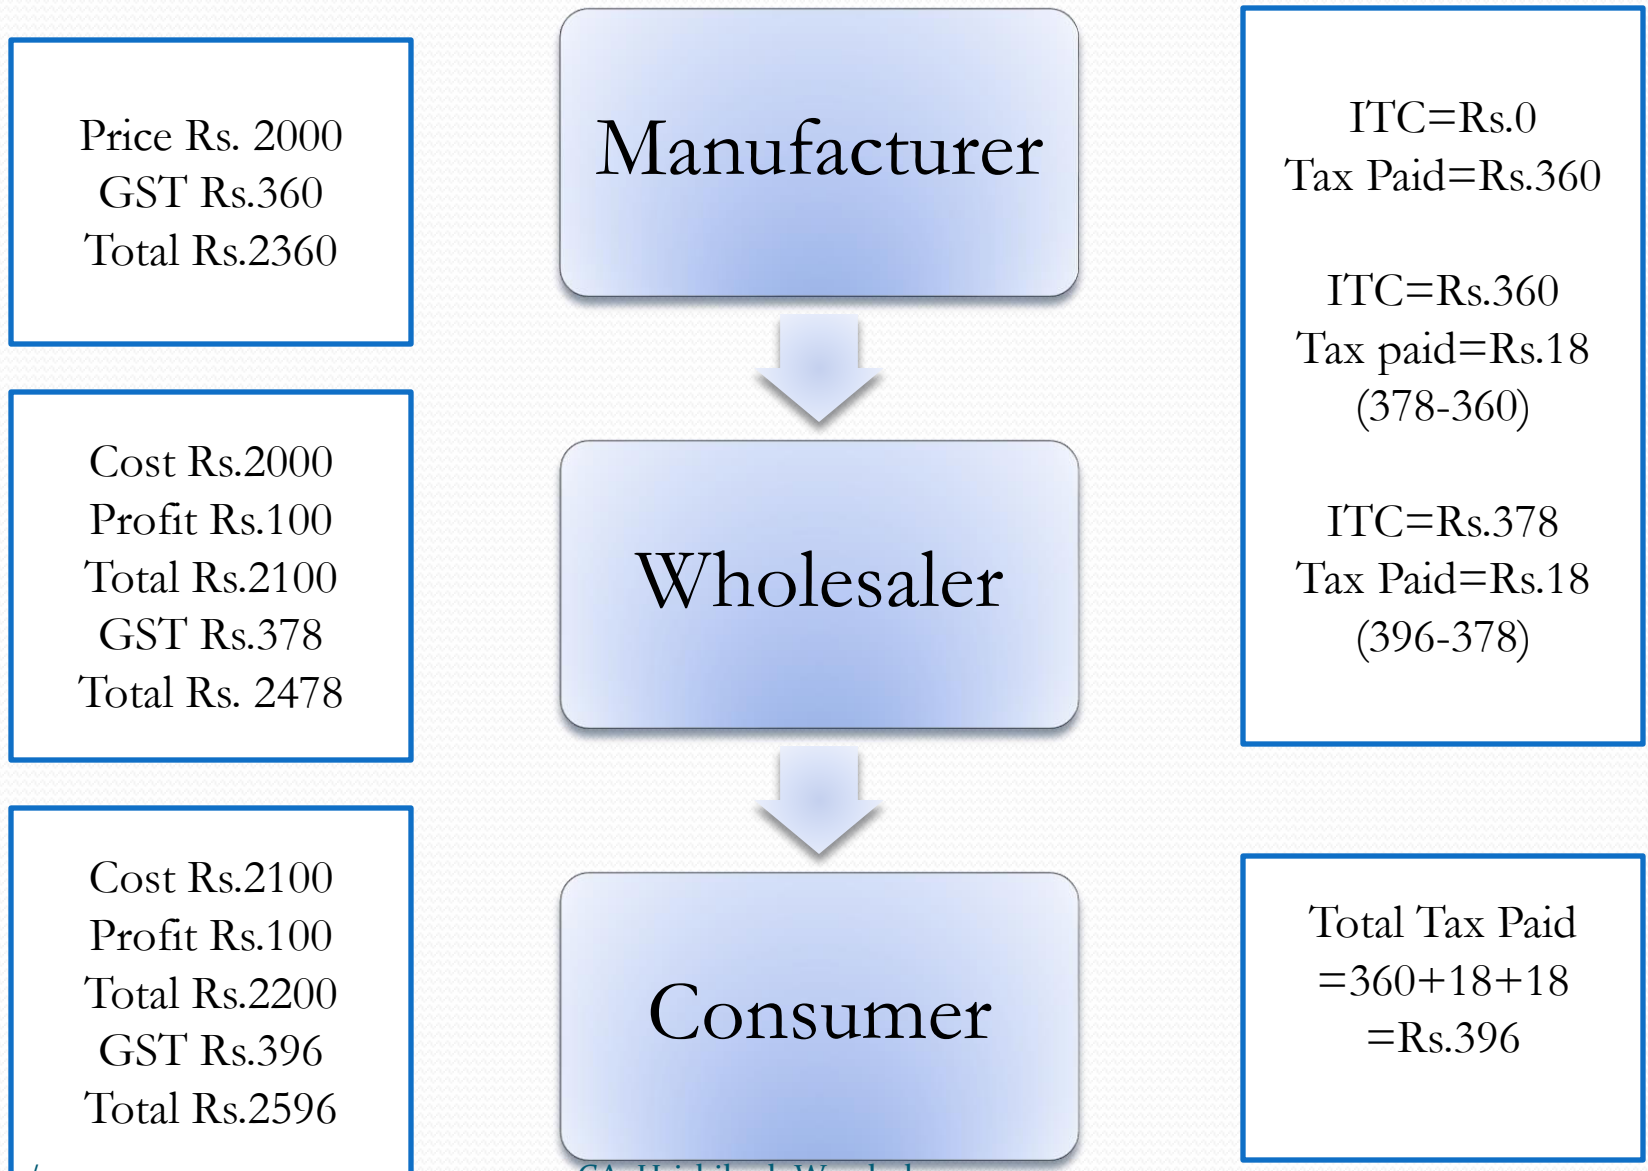 Price Rs. 2000
GST Rs.360
Total Rs.2360
Manufacturer
ITC=Rs.0
Tax Paid=Rs.360
ITC=Rs.360
Tax paid=Rs.18
(378-360)
ITC=Rs.378
Tax Paid=Rs.18
(396-378)
Cost Rs.2000
Profit Rs.100
Total Rs.2100
GST Rs.378
Total Rs. 2478
Wholesaler
Cost Rs.2100
Profit Rs.100
Total Rs.2200
GST Rs.396
Total Rs.2596
Consumer
Total Tax Paid
=360+18+18
=Rs.396